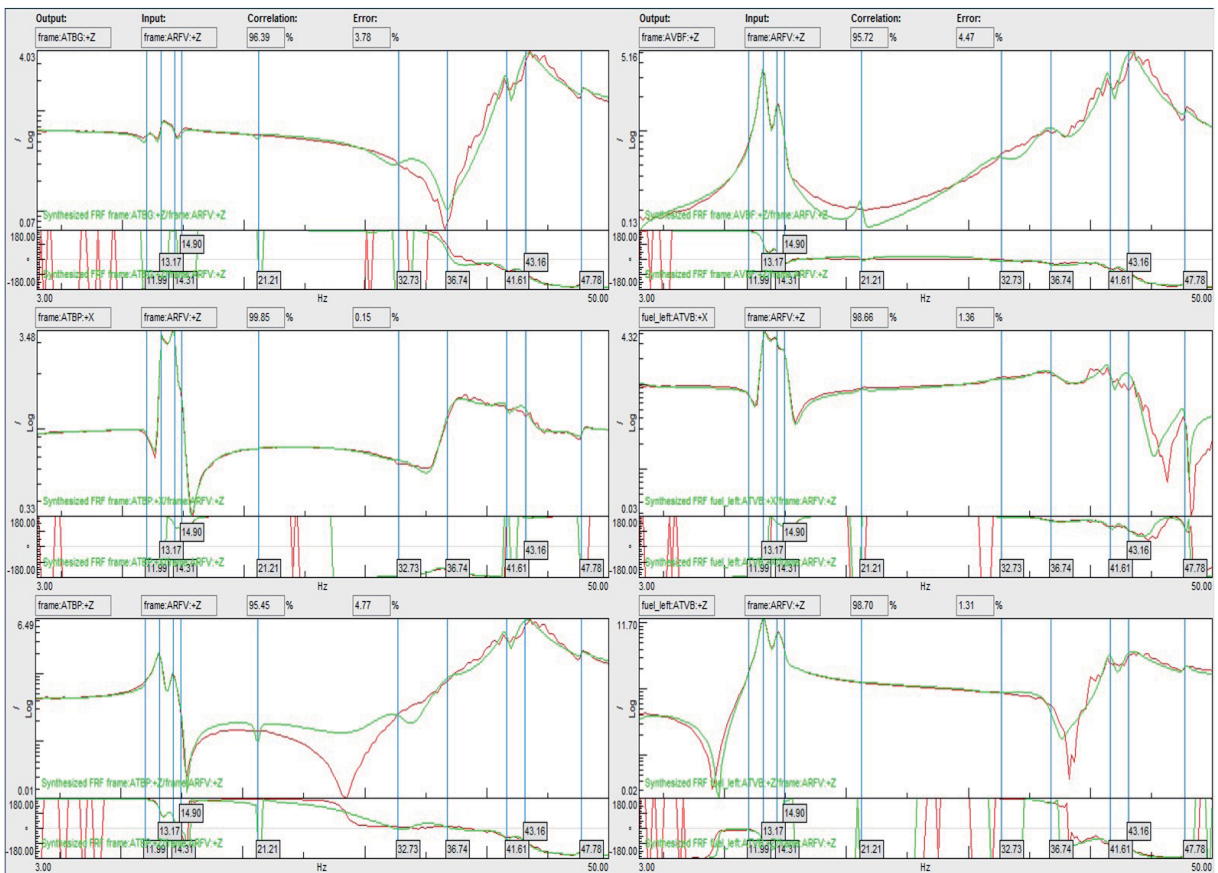 Output: Input: Correlation: Error:
frame:ATBG:+Z frame:ARFV:+Z 96.39 % 3.78 %
4.03
/
Log
Synthesized FRF frame:ATBG:+Z/frame:ARFV:+Z
0.07
180.00
°
-180.00
14.90
13.17
11.99 14.31 21.21 32.73 36.74 41.61 43.16 47.78
3.00 Hz 50.00
Output: Input: Correlation: Error:
frame:AVBF:+Z frame:ARFV:+Z 95.72 % 4.47 %
5.16
/
Log
Synthesized FRF frame:AVBF:+Z/frame:ARFV:+Z
0.13
180.00
°
-180.00
14.90
13.17
11.99 14.31 21.21 32.73 36.74 41.61 43.16 47.78
3.00 Hz 50.00
frame:ATBP:+X frame:ARFV:+Z 99.85 % 0.15 %
3.48
/
Log
Synthesized FRF frame:ATBP:+X/frame:ARFV:+Z
0.33
180.00
°
-180.00
14.90
13.17
11.99 14.31 21.21 32.73 36.74 41.61 43.16 47.78
3.00 Hz 50.00
fuel_left:ATVB:+X frame:ARFV:+Z 98.66 % 1.36 %
4.32
/
Log
Synthesized FRF fuel_left:ATVB:+X/frame:ARFV:+Z
0.03
180.00
°
-180.00
14.90
13.17
11.99 14.31 21.21 32.73 36.74 41.61 43.16 47.78
3.00 Hz 50.00
frame:ATBP:+Z frame:ARFV:+Z 95.45 % 4.77 %
6.49
/
Log
Synthesized FRF frame:ATBP:+Z/frame:ARFV:+Z
0.01
180.00
°
-180.00
14.90
13.17
11.99 14.31 21.21 32.73 36.74 41.61 43.16 47.78
3.00 Hz 50.00
fuel_left:ATVB:+Z frame:ARFV:+Z 98.70 % 1.31 %
11.70
/
Log
Synthesized FRF fuel_left:ATVB:+Z/frame:ARFV:+Z
0.02
180.00
°
-180.00
14.90
13.17
11.99 14.31 21.21 32.73 36.74 41.61 43.16 47.78
3.00 Hz 50.00